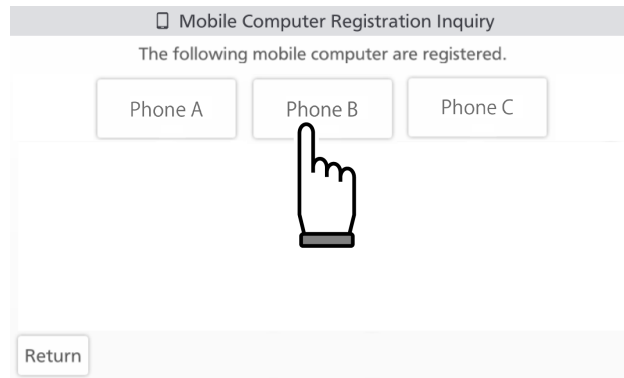 Mobile Computer Registration Inquiry
The following mobile computer are registered.
Phone A Phone B Phone C
Return